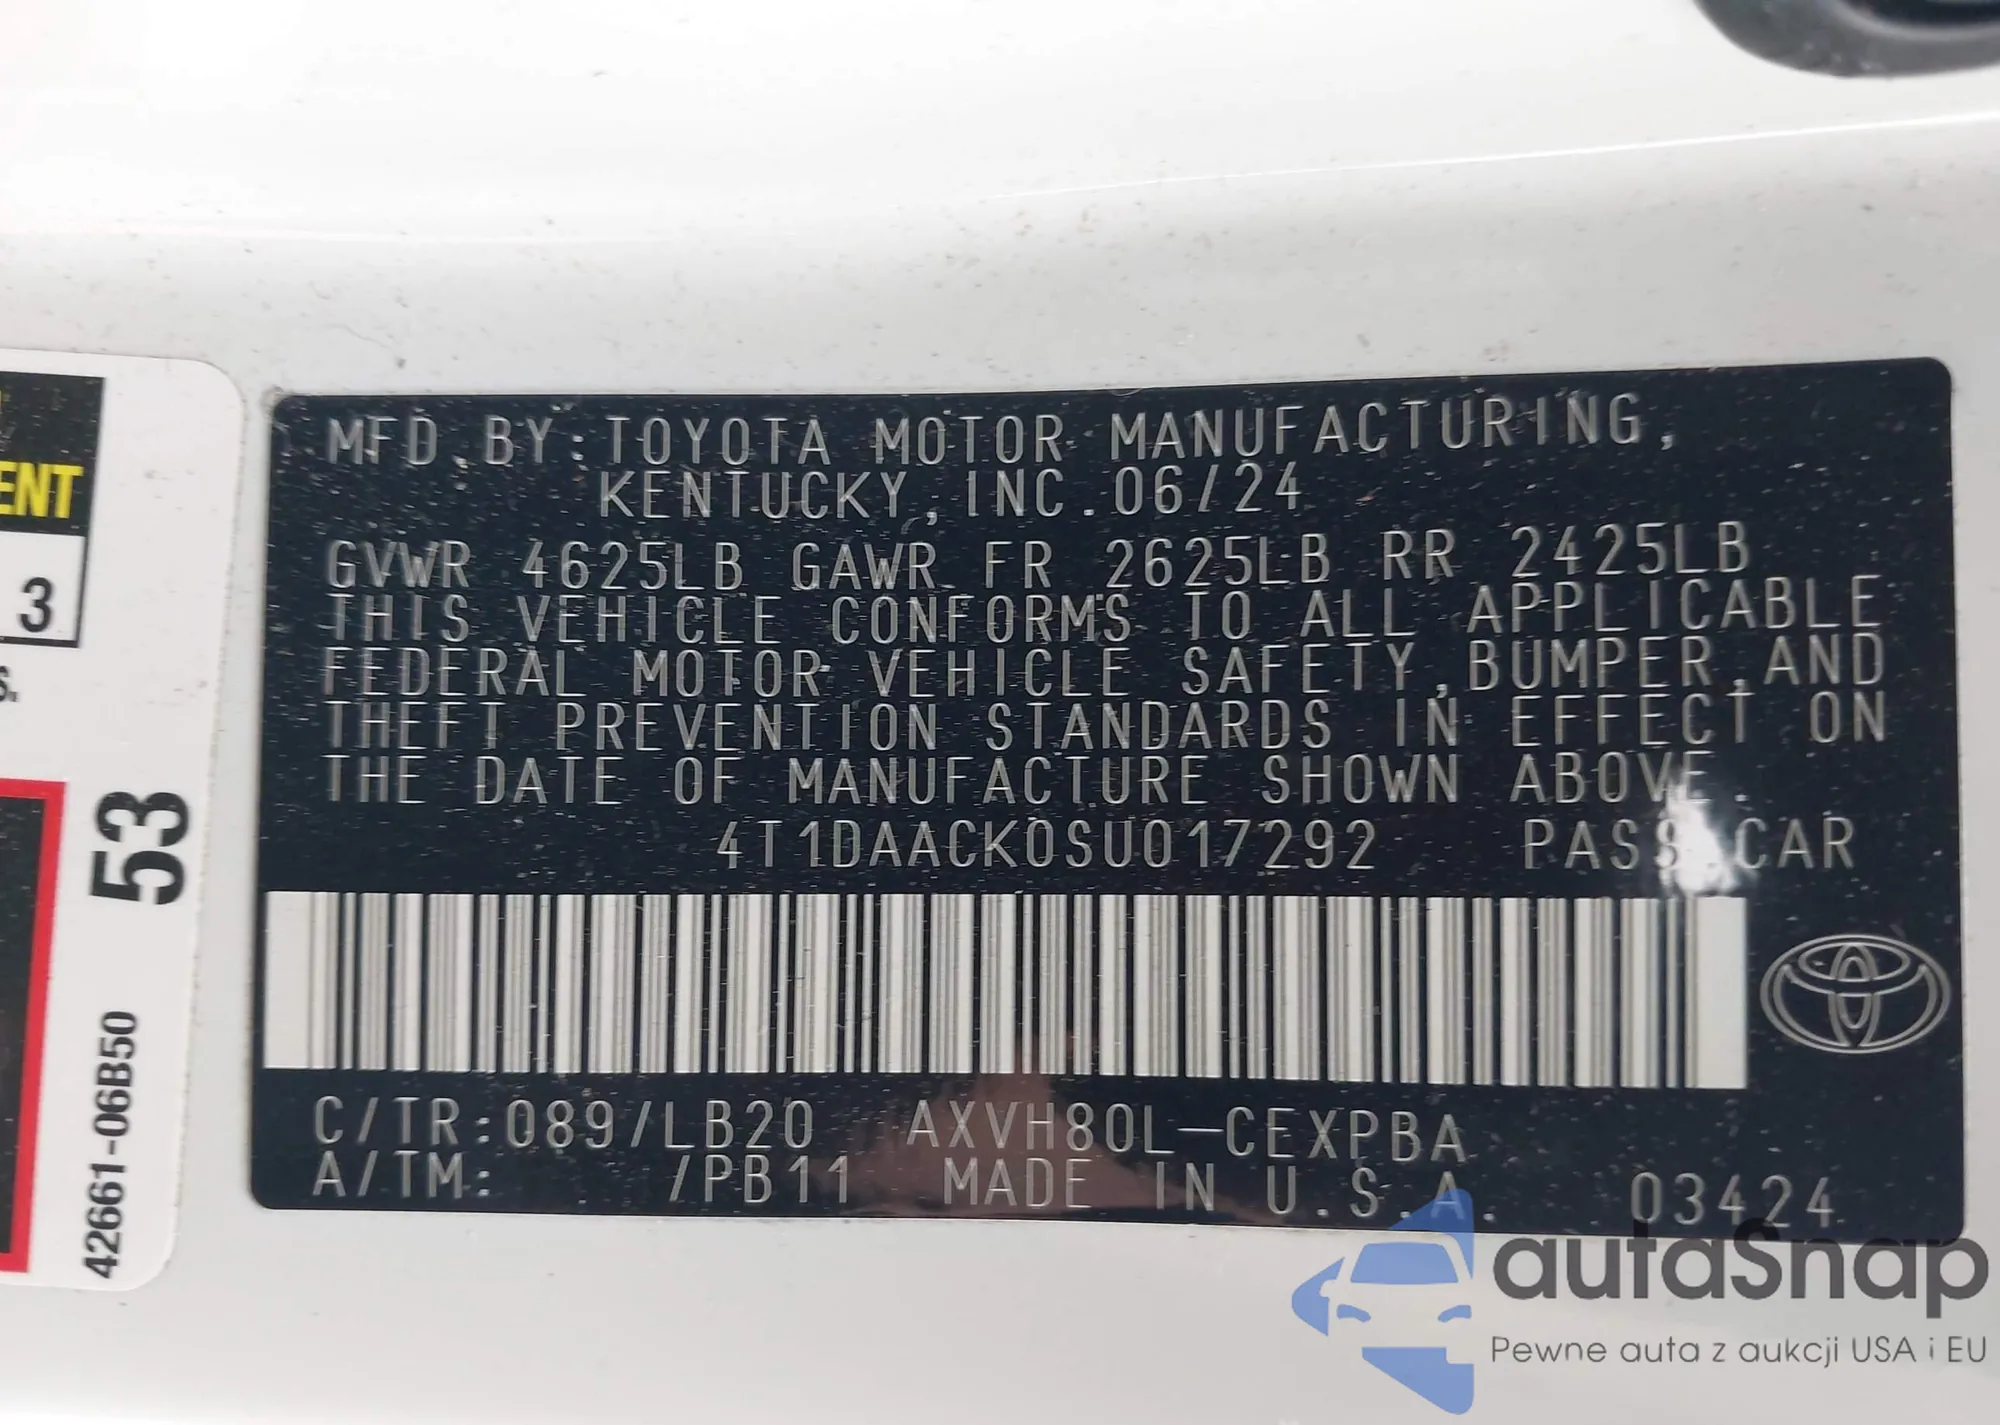 MFD.BY:TOYOTA MOTOR MANUFACTURING,
KENTUCKY, INC. 06/24
GVWR 4625LB GAWR FR 2625LB RR 2425LB
THIS VEHICLE CONFORMS TO ALL APPLICABLE
FEDERAL MOTOR VEHICLE SAFETY,BUMPER,AND
THEFT PREVENTION STANDARDS IN EFFECT ON
THE DATE OF MANUFACTURE SHOWN ABOVE.
4T1DAACK0SU017292 PASS.CAR
C/TR:089/LB20 AXVH80L-CEXPBA
A/TM: /PB11 MADE IN U.S.A. 03424
ENT
3
S.
53
42661-06B50
autaSnap
Pewne auta z aukcji USA i EU